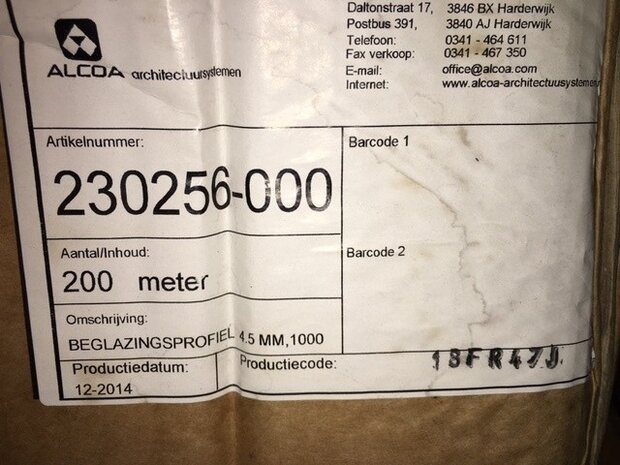 Daltonstraat 17, 3846 BX Harderwijk
Postbus 391, 3840 AJ Harderwijk
Telefoon: 0341 - 464 611
Fax verkoop: 0341 - 467 350
E-mail: office@alcoa.com
Internet: www.alcoa-architectuusystemen
ALCOA architectuursystemen
Artikelnummer:
230256-000
Barcode 1
Aantal/Inhoud:
200 meter
Barcode 2
Omschrijving:
BEGLAZINGSPROFIEL 4.5 MM,1000
Productiedatum:
12-2014
Productiecode: 18FR47J.